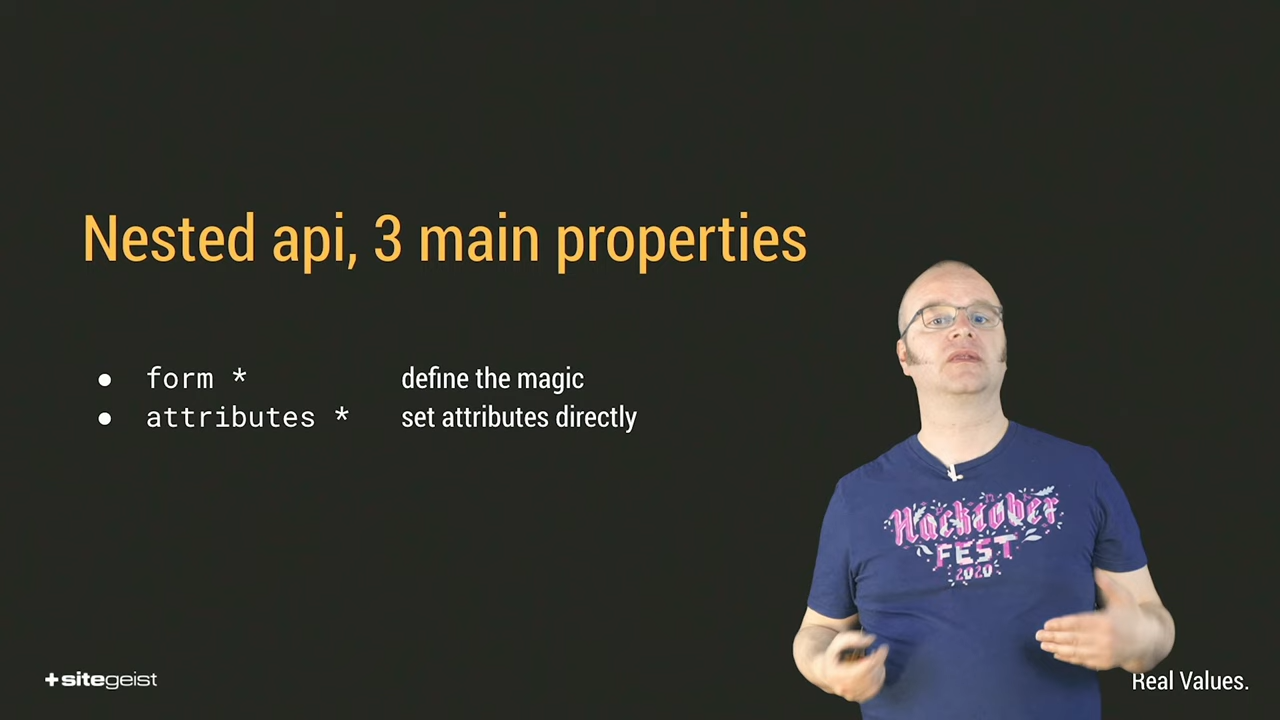 Nested api, 3 main properties
● form * define the magic
● attributes * set attributes directly
Hacktober
FEST
2020
+sitegeist
Real Values.